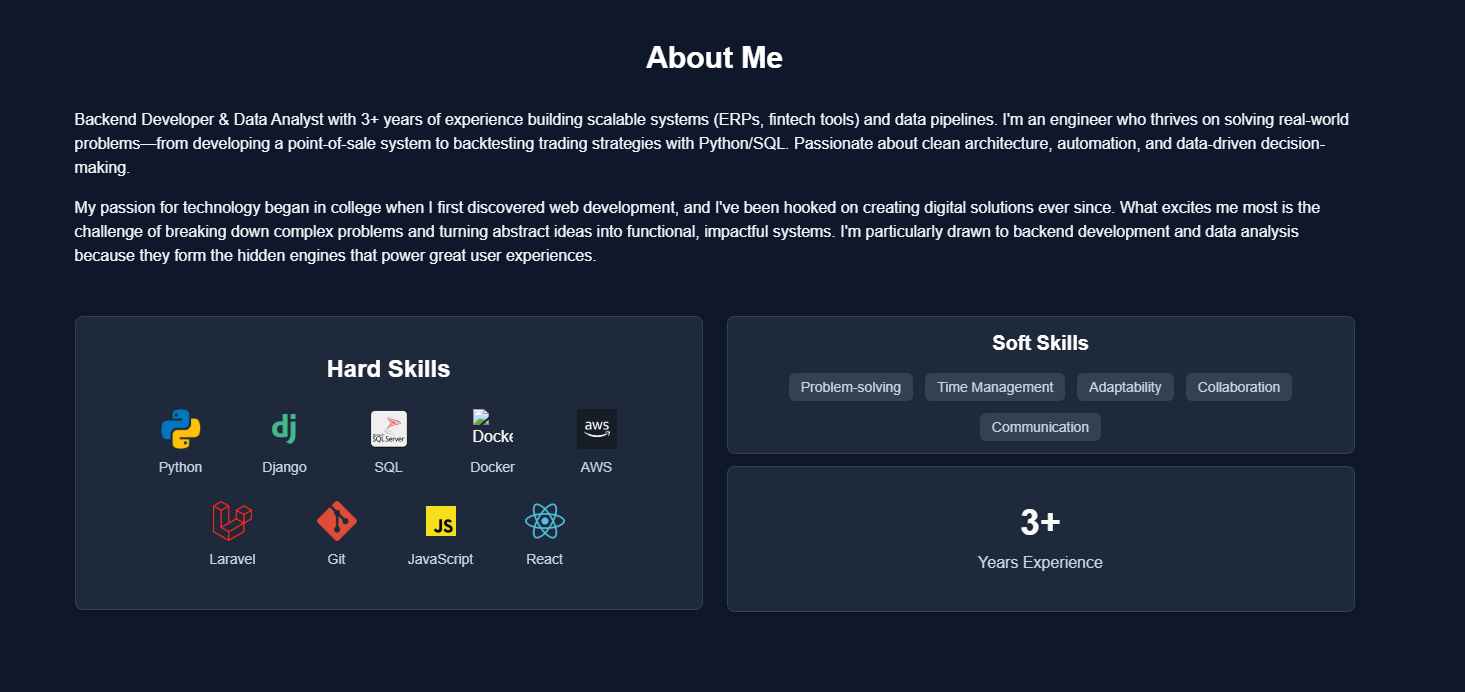 About Me
Backend Developer & Data Analyst with 3+ years of experience building scalable systems (ERPs, fintech tools) and data pipelines. I'm an engineer who thrives on solving real-world
problems—from developing a point-of-sale system to backtesting trading strategies with Python/SQL. Passionate about clean architecture, automation, and data-driven decision-
making.
My passion for technology began in college when I first discovered web development, and I've been hooked on creating digital solutions ever since. What excites me most is the
challenge of breaking down complex problems and turning abstract ideas into functional, impactful systems. I'm particularly drawn to backend development and data analysis
because they form the hidden engines that power great user experiences.
Hard Skills
dj
SQL Server
Docke
aws
Python
Django
SQL
Docker
AWS
JS
Laravel
Git
JavaScript
React
Soft Skills
Problem-solving
Time Management
Adaptability
Collaboration
Communication
3+
Years Experience